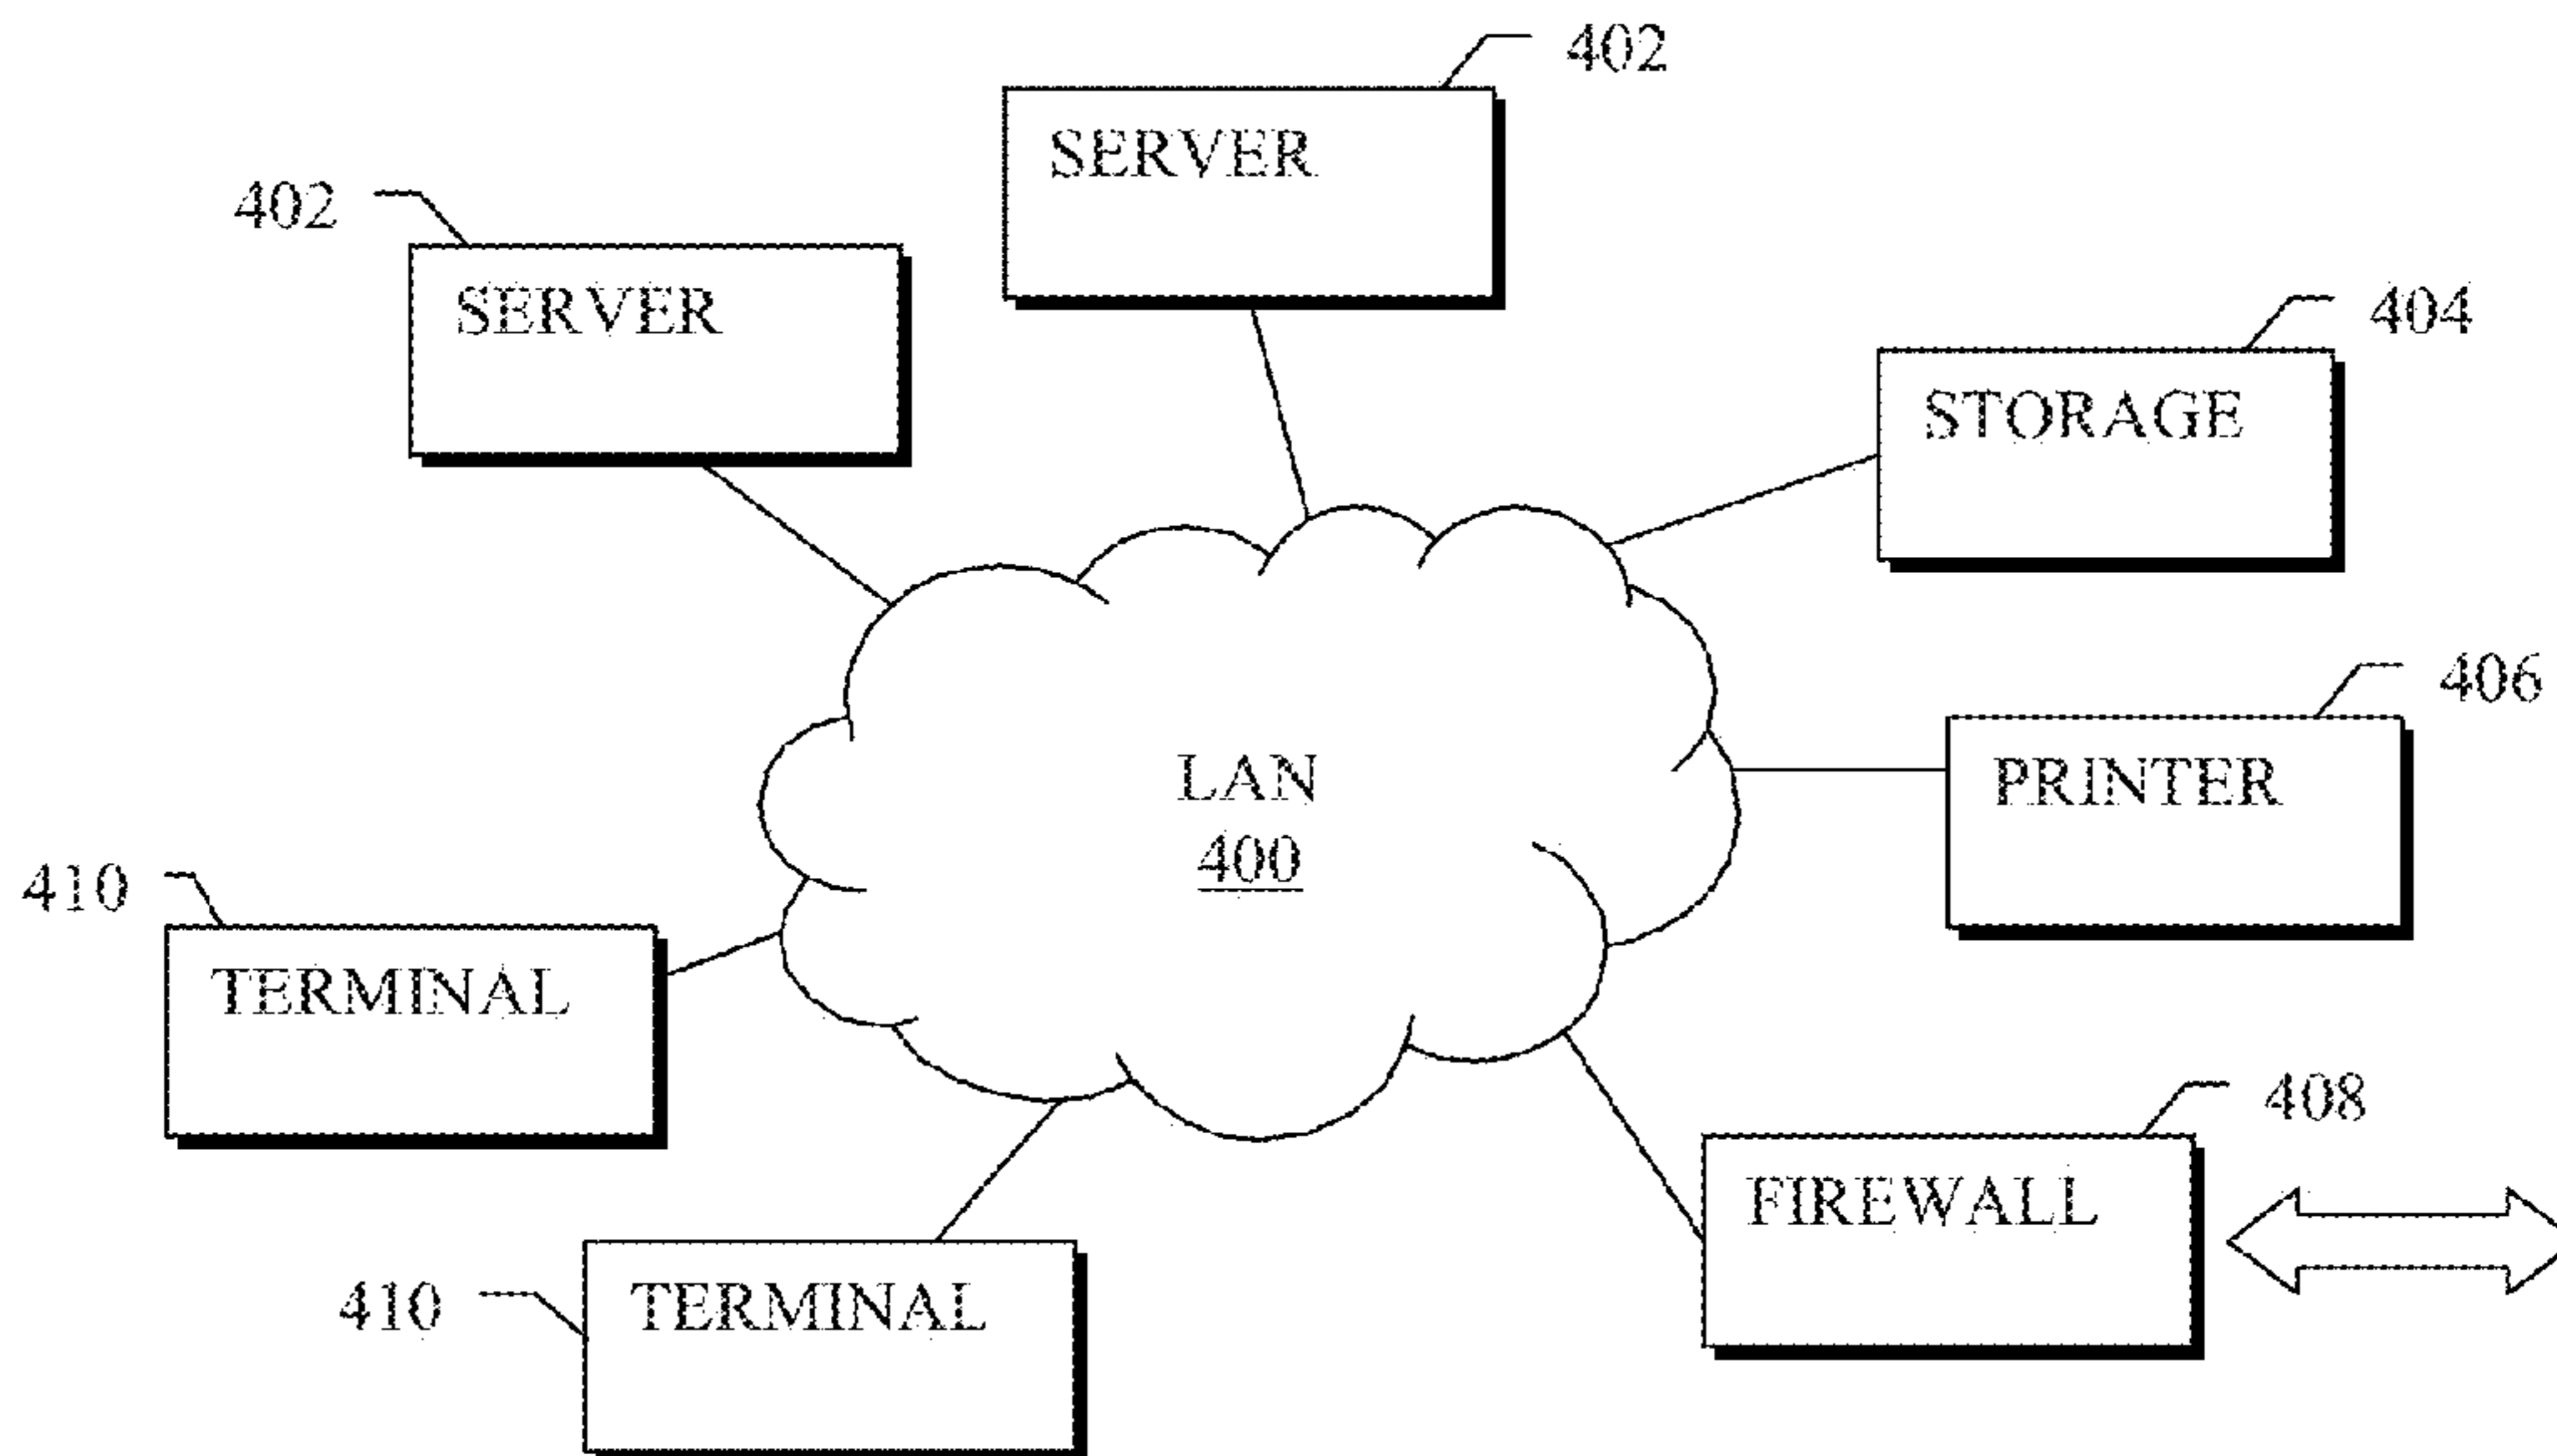 402
SERVER
402
SERVER
404
STORAGE
406
PRINTER
LAN
400
410
TERMINAL
408
FIREWALL
410
TERMINAL